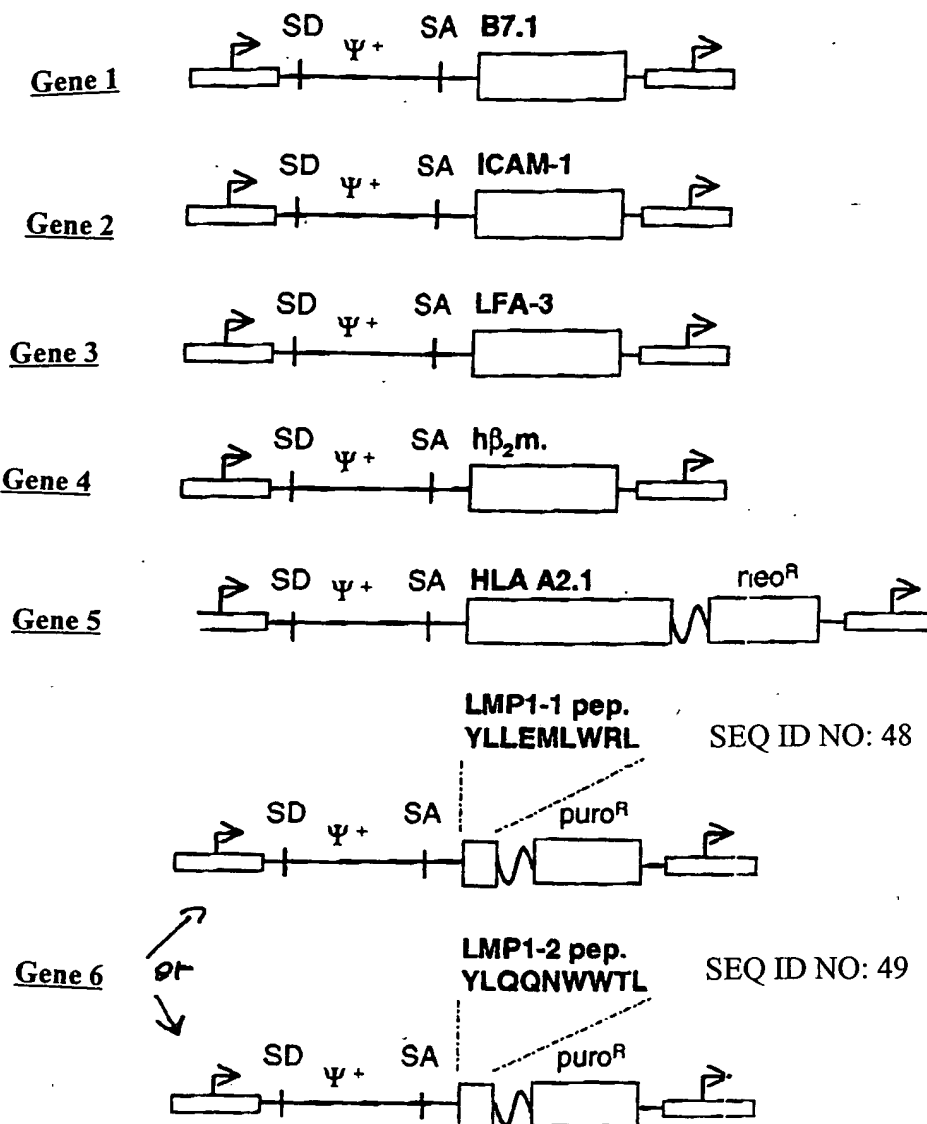 SD Ψ + SA B7.1
Gene 1
SD Ψ + SA ICAM-1
Gene 2
SD Ψ + SA LFA-3
Gene 3
SD Ψ + SA hβ₂m.
Gene 4
SD Ψ + SA HLA A2.1 neoᴿ
Gene 5
LMP1-1 pep.
YLLEMLWRL SEQ ID NO: 48
SD Ψ + SA puroᴿ
Gene 6 or
LMP1-2 pep.
YLQQNWWTL SEQ ID NO: 49
SD Ψ + SA puroᴿ